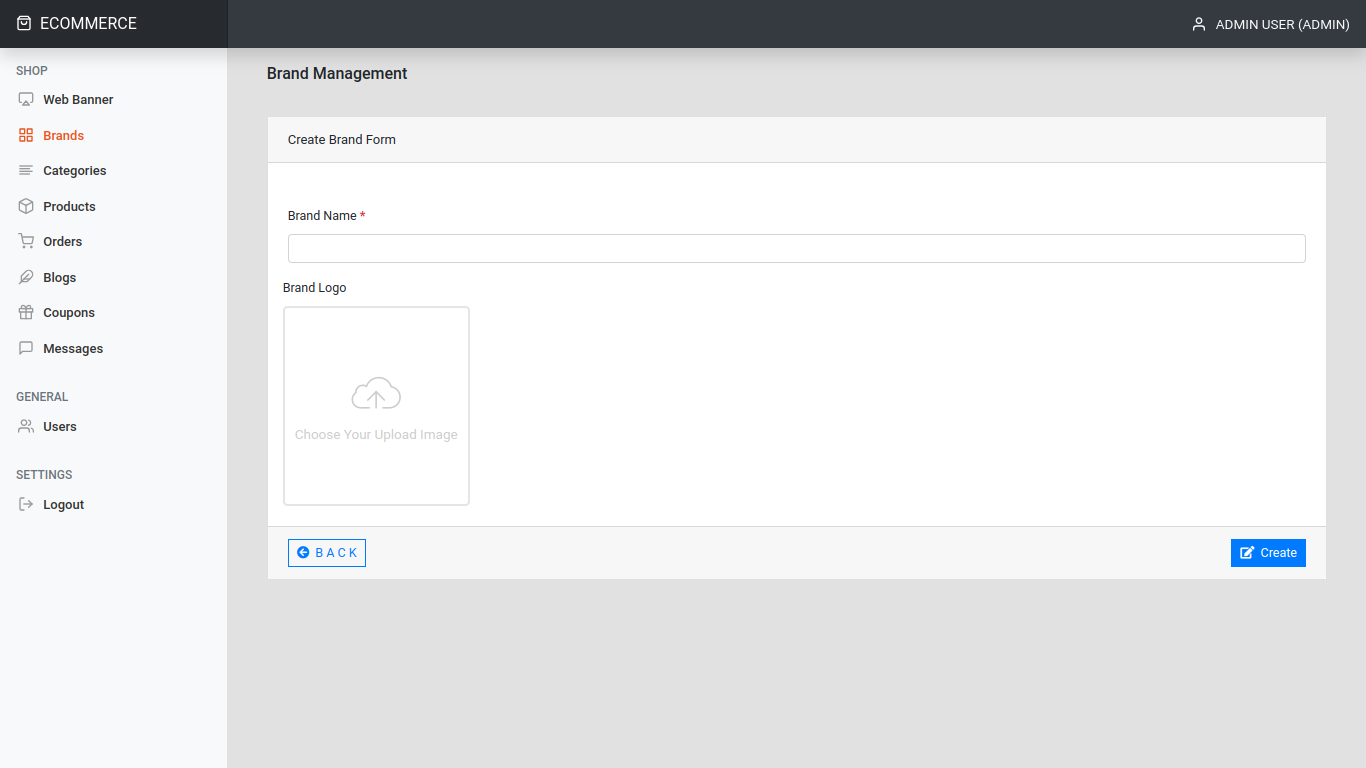 ECOMMERCE
ADMIN USER (ADMIN)
SHOP
Web Banner
Brands
Categories
Products
Orders
Blogs
Coupons
Messages
GENERAL
Users
SETTINGS
Logout
Brand Management
Create Brand Form
Brand Name *
Brand Logo
Choose Your Upload Image
BACK
Create